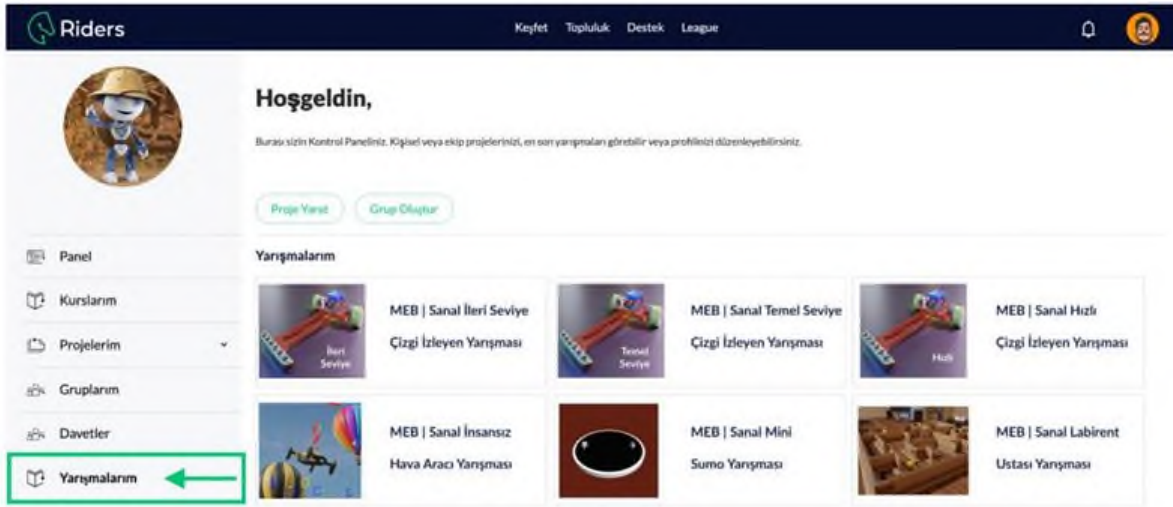 Riders
Keşfet Topluluk Destek League
Hoşgeldin,
Burası sizin Kontrol Paneliniz. Kişisel veya ekip projelerinizi, en son yarışmaları görebilir veya profilinizi düzenleyebilirsiniz.
Proje Yarat Grup Oluştur
Panel
Kurslarım
Projelerim
Gruplarım
Davetler
Yarışmalarım
Yarışmalarım
İleri
Seviye
MEB | Sanal İleri Seviye
Çizgi İzleyen Yarışması
Temel
Seviye
MEB | Sanal Temel Seviye
Çizgi İzleyen Yarışması
Hızlı
MEB | Sanal Hızlı
Çizgi İzleyen Yarışması
MEB | Sanal İnsansız
Hava Aracı Yarışması
MEB | Sanal Mini
Sumo Yarışması
MEB | Sanal Labirent
Ustası Yarışması